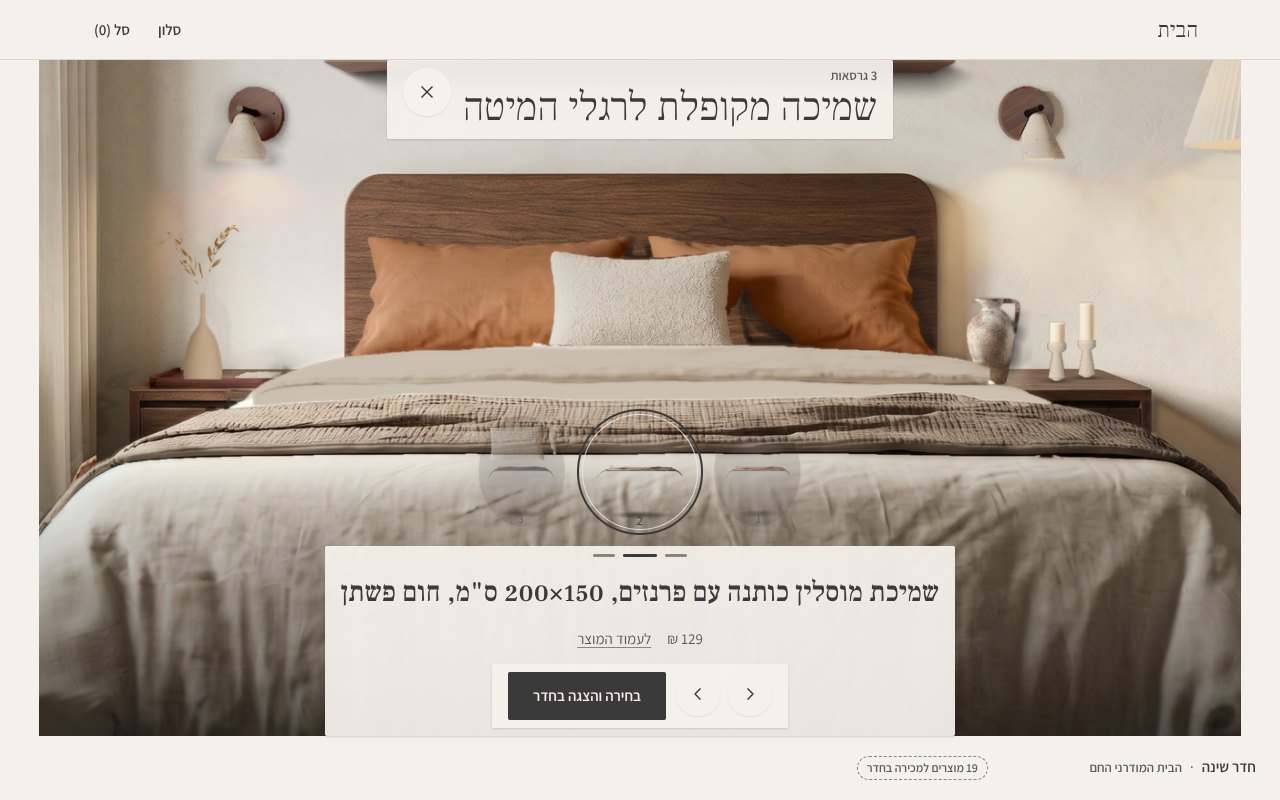 הבית
סלון
סל (0)
3 גרסאות
שמיכה מקופלת לרגלי המיטה
1
2
3
שמיכת מוסלין כותנה עם פרנזים, 150×200 ס"מ, חום פשתן
129 ₪
לעמוד המוצר
בחירה והצגה בחדר
חדר שינה · הבית המודרני החם
19 מוצרים למכירה בחדר